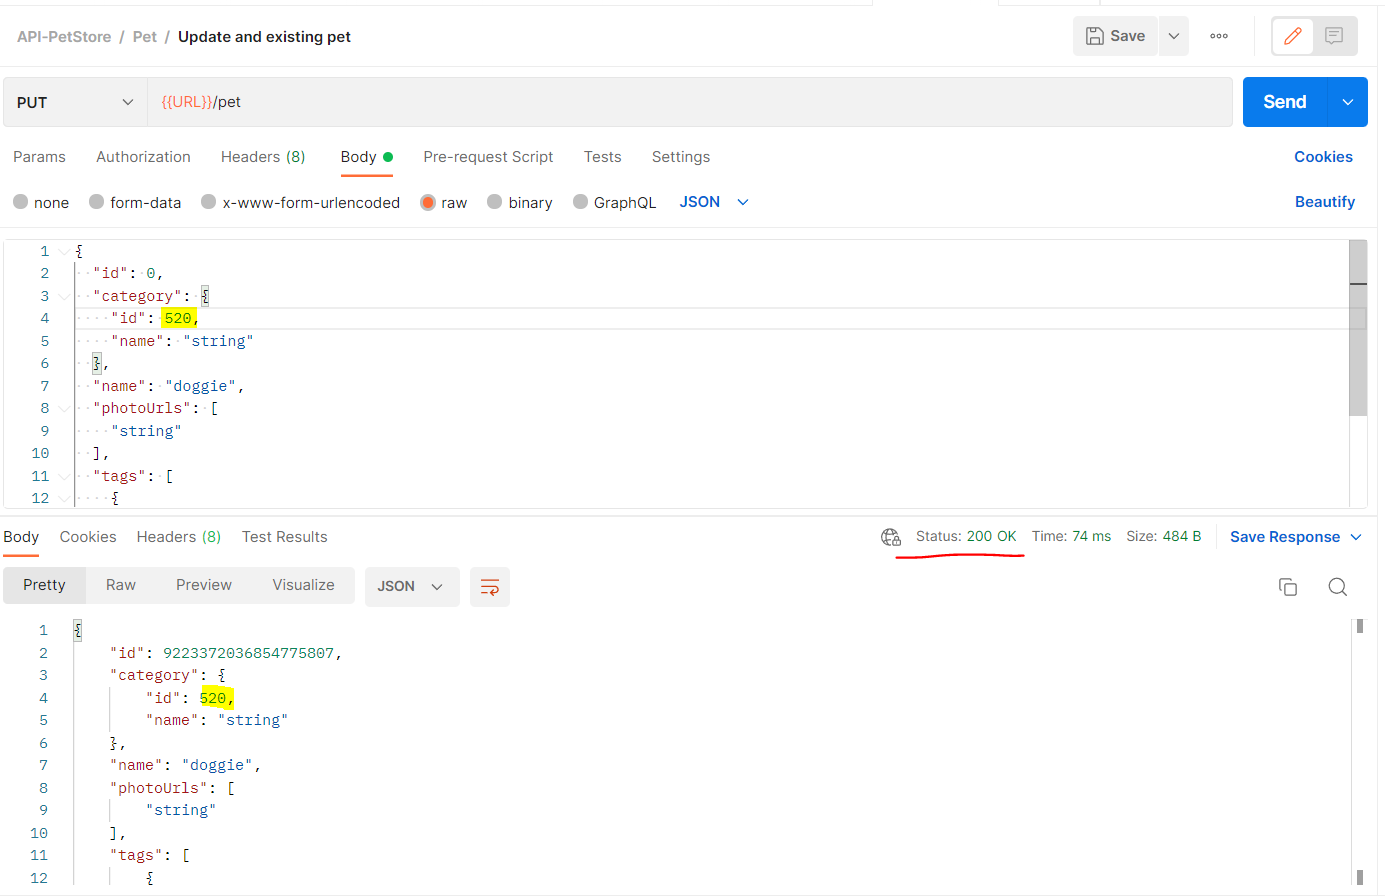 API-PetStore / Pet / Update and existing pet
Save
PUT
{{URL}}/pet
Send
Params Authorization Headers (8) Body Pre-request Script Tests Settings Cookies
none form-data x-www-form-urlencoded raw binary GraphQL JSON Beautify
1 {
2 "id": 0,
3 "category": {
4 "id": 520,
5 "name": "string"
6 },
7 "name": "doggie",
8 "photoUrls": [
9 "string"
10 ],
11 "tags": [
12 {
Body Cookies Headers (8) Test Results Status: 200 OK Time: 74 ms Size: 484 B Save Response
Pretty Raw Preview Visualize JSON
1 {
2 "id": 9223372036854775807,
3 "category": {
4 "id": 520,
5 "name": "string"
6 },
7 "name": "doggie",
8 "photoUrls": [
9 "string"
10 ],
11 "tags": [
12 {